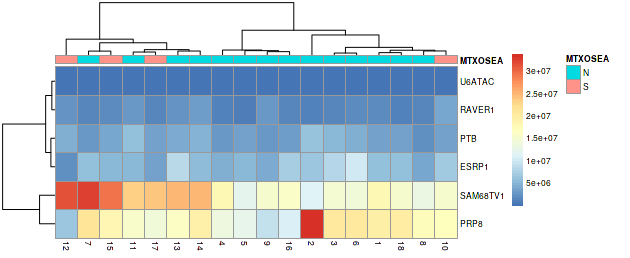 MTXOSEA
U6ATAC
RAVER1
PTB
ESRP1
SAM68TV1
PRP8
12 7 15 11 17 13 14 4 5 9 16 2 3 6 1 18 8 10
3e+07
2.5e+07
2e+07
1.5e+07
1e+07
5e+06
MTXOSEA
N
S